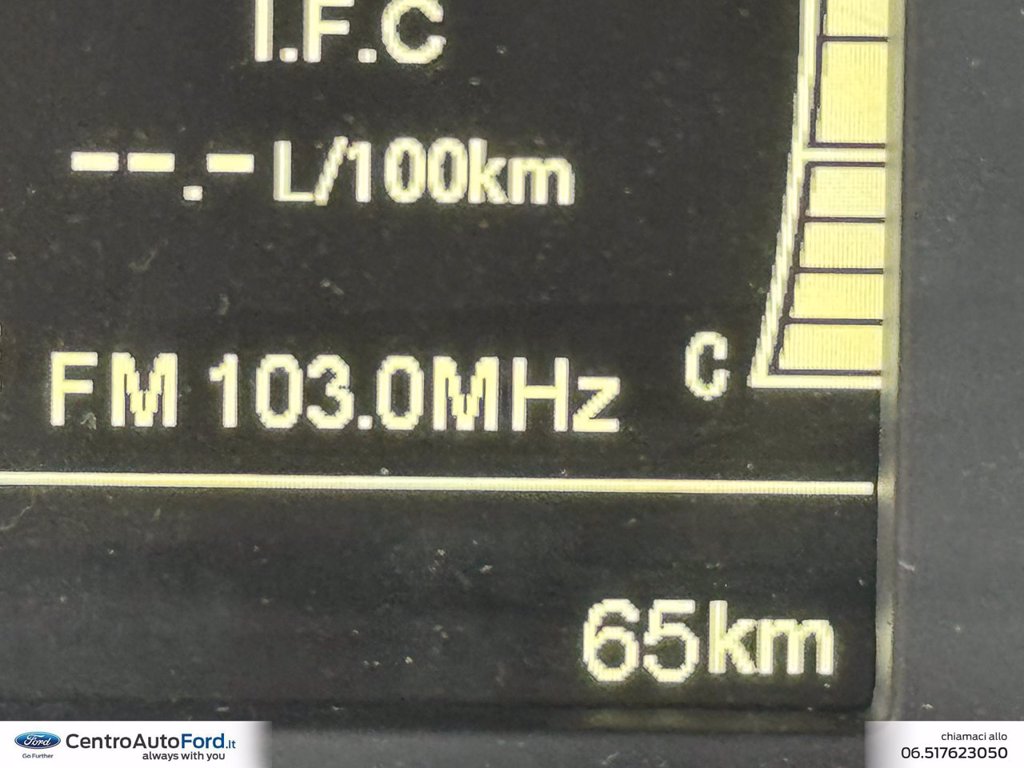 I.F.C
--.- L/100km
C
FM 103.0MHz
65km
Ford
Go Further
CentroAutoFord.it
always with you
chiamaci allo
06.517623050